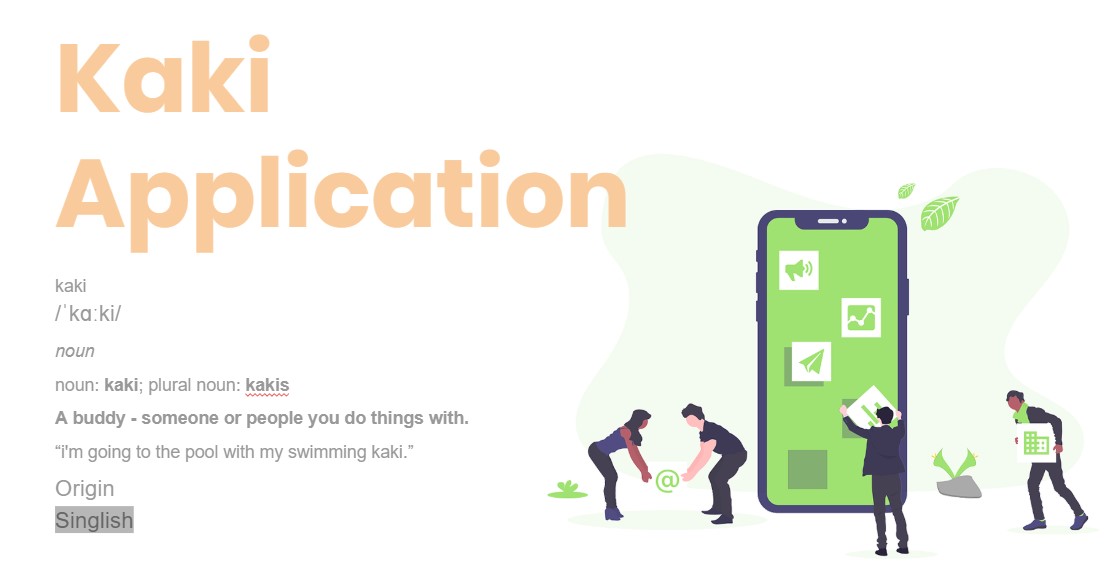 Kaki
Application
kaki
/ˈkɑːki/
noun
noun: kaki; plural noun: kakis
A buddy - someone or people you do things with.
“i'm going to the pool with my swimming kaki.”
Origin
Singlish
@